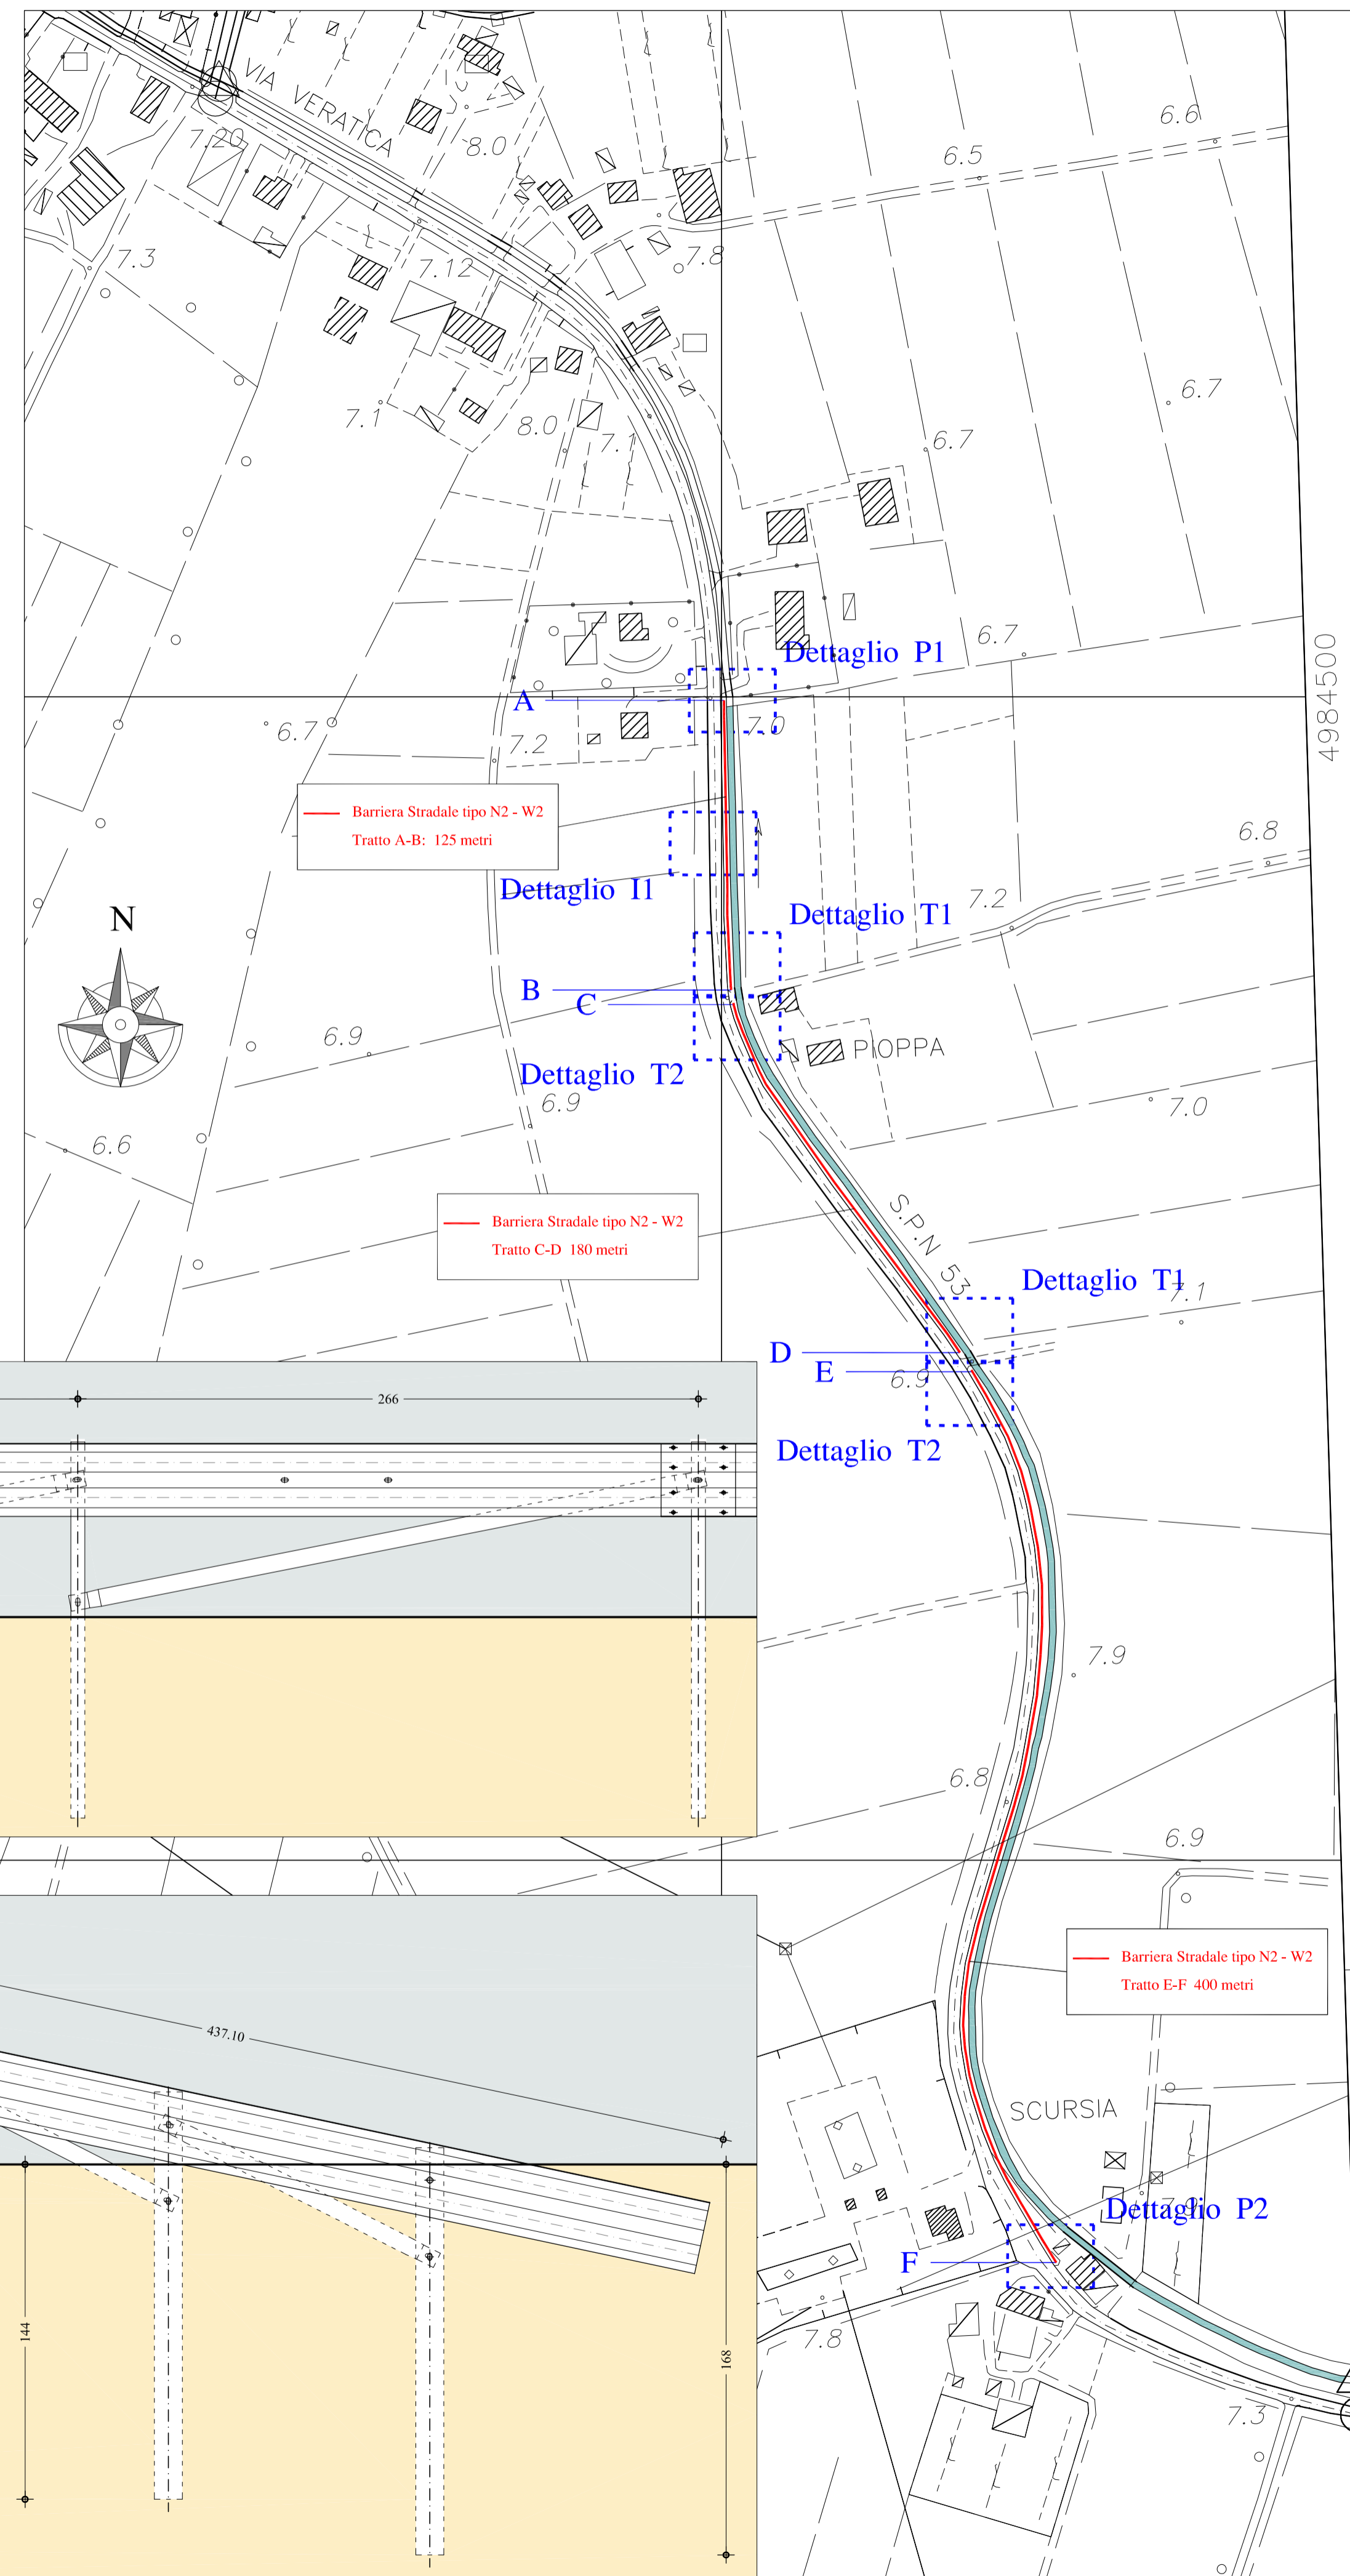 VIA VERATICA
7.20
8.0
6.6
6.5
7.3
7.12
7.8
7.1
8.0
7.1
6.7
6.7
6.7
Dettaglio P1
A
7.0
4984500
6.7
7.2
Barriera Stradale tipo N2 - W2
Tratto A-B: 125 metri
6.8
Dettaglio I1
7.2
Dettaglio T1
N
B
C
6.9
PIOPPA
Dettaglio T2
6.9
7.0
6.6
S.P.N 53
Barriera Stradale tipo N2 - W2
Tratto C-D 180 metri
Dettaglio T1
7.1
D
E
6.9
266
Dettaglio T2
7.9
6.8
6.9
Barriera Stradale tipo N2 - W2
Tratto E-F 400 metri
437.10
SCURSIA
Dettaglio P2
F
144
168
7.8
7.3